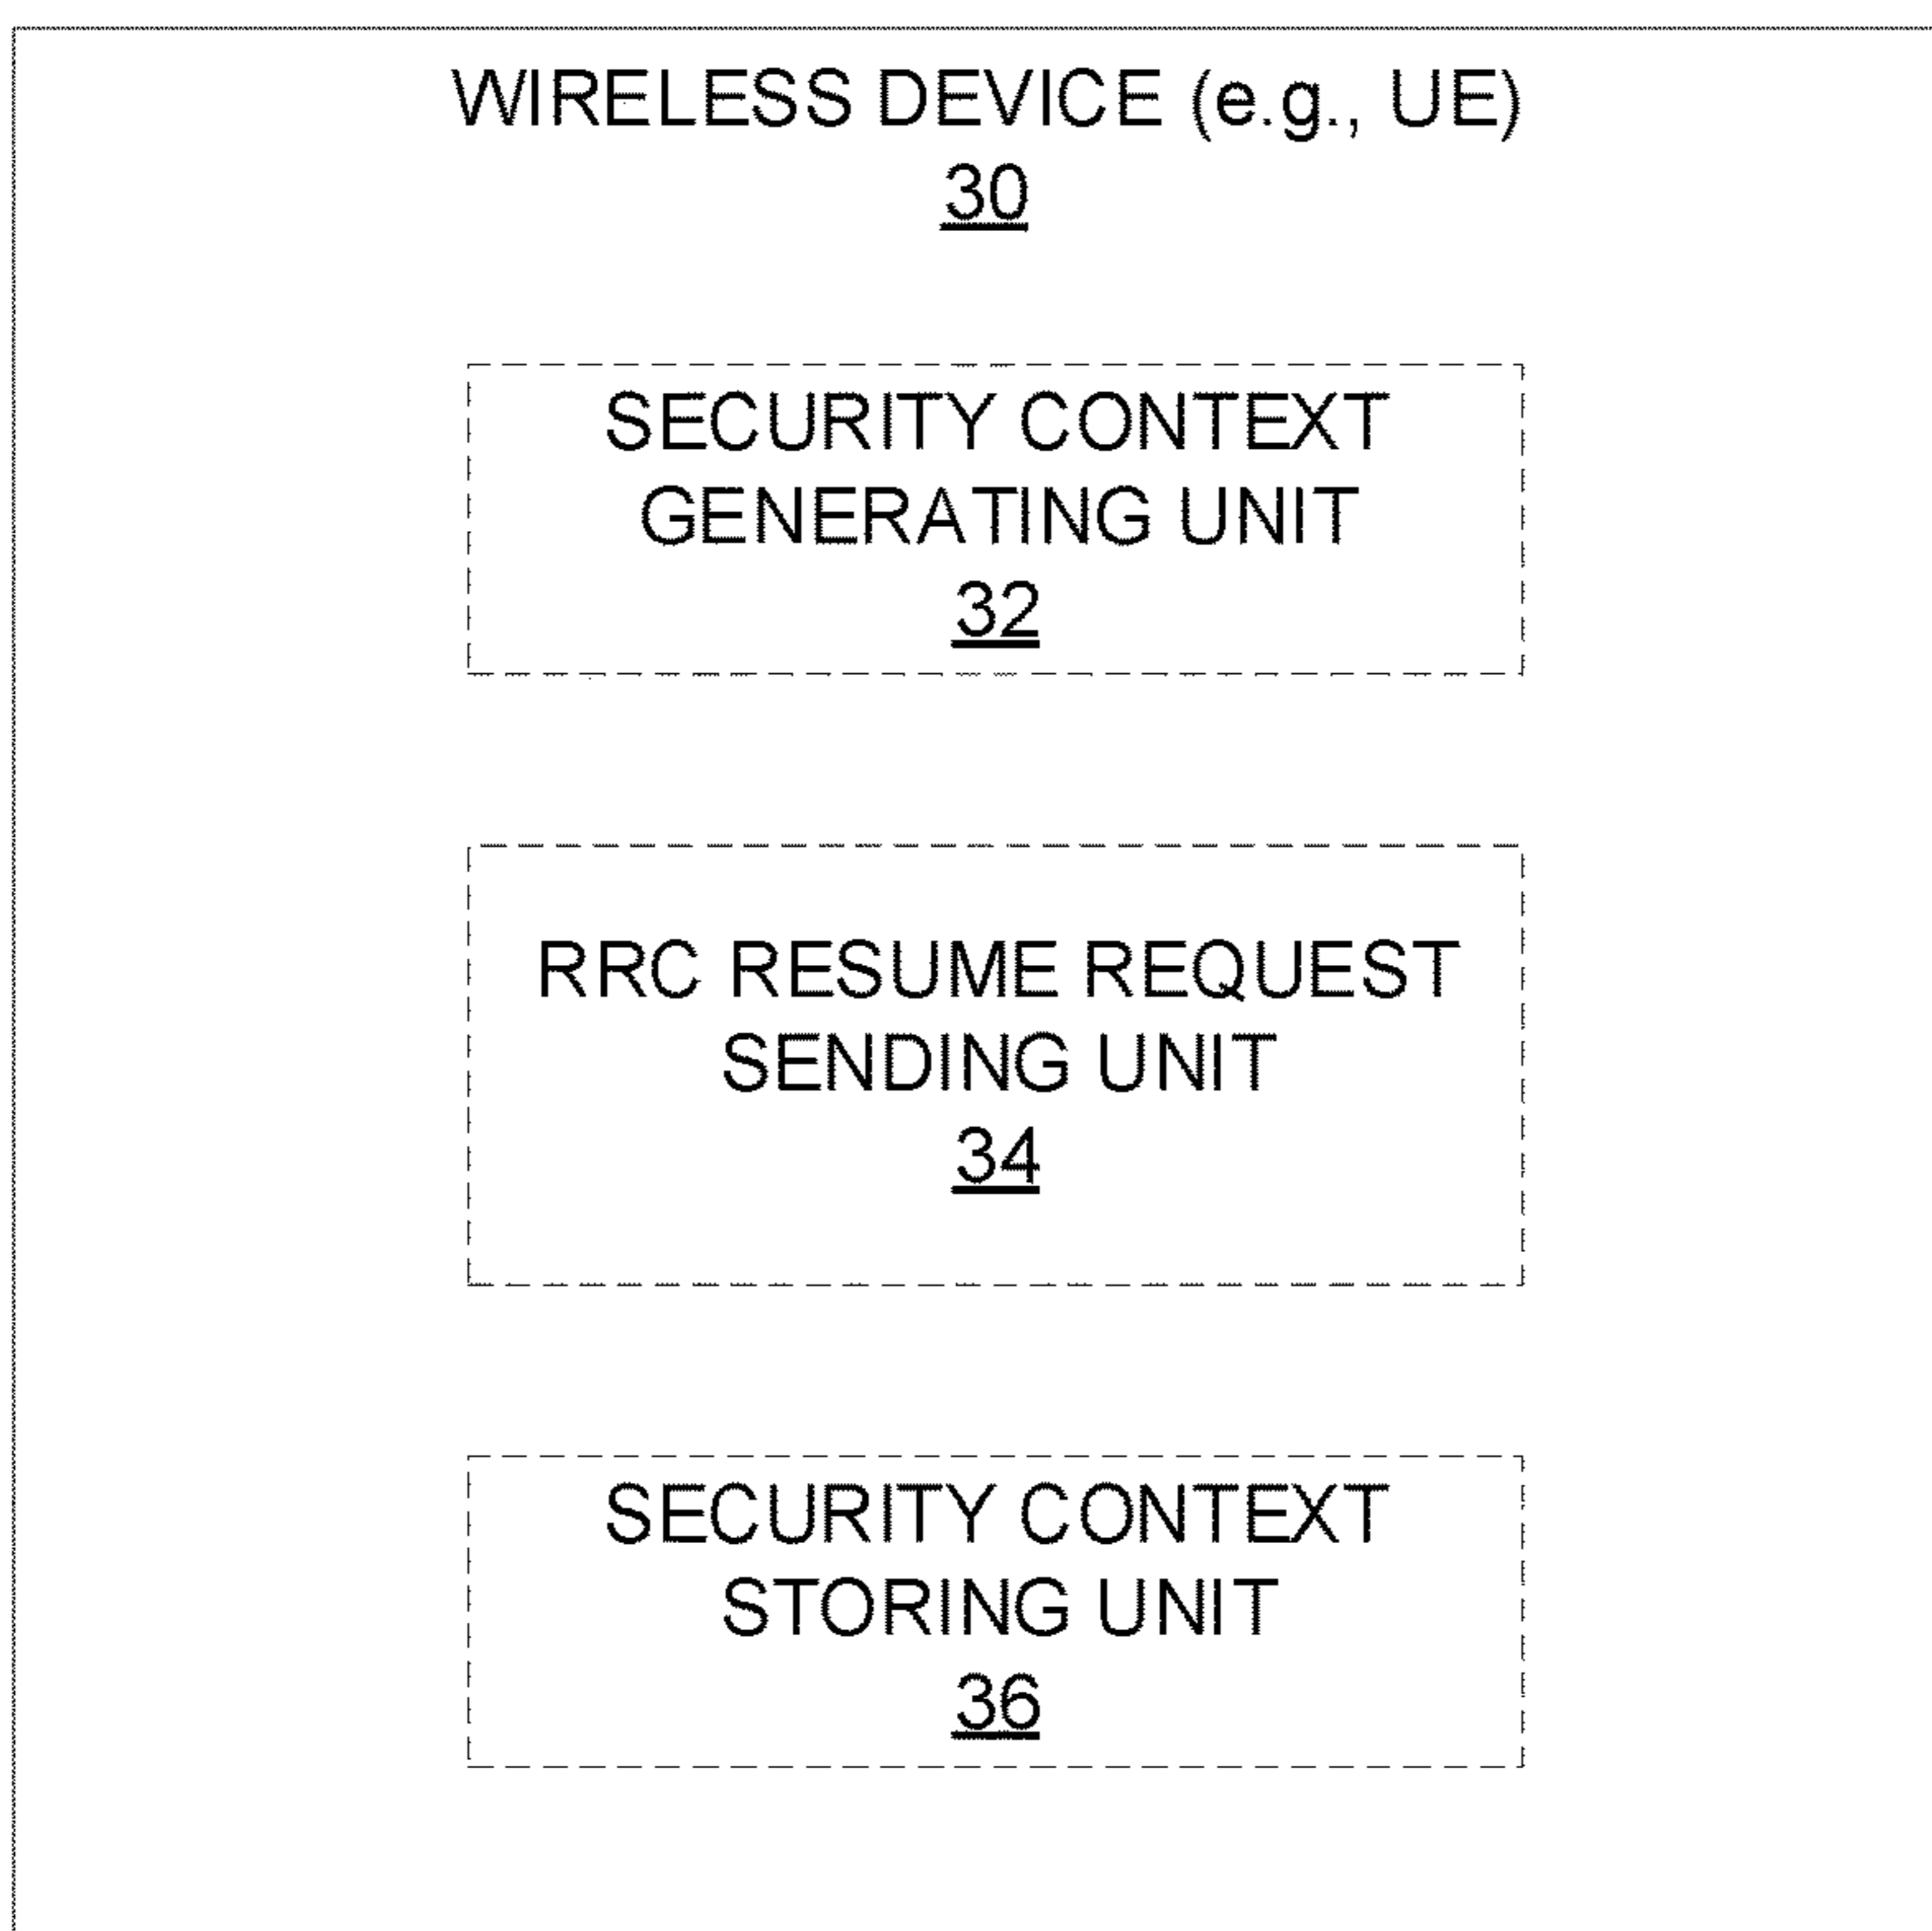 WIRELESS DEVICE (e.g., UE)
30
SECURITY CONTEXT
GENERATING UNIT
32
RRC RESUME REQUEST
SENDING UNIT
34
SECURITY CONTEXT
STORING UNIT
36